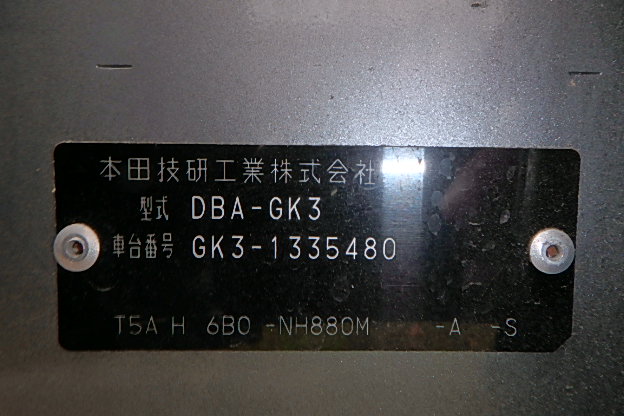 本田技研工業株式会社
型式 DBA-GK3
車台番号 GK3-1335480
T5A H 6B0 -NH880M -A -S